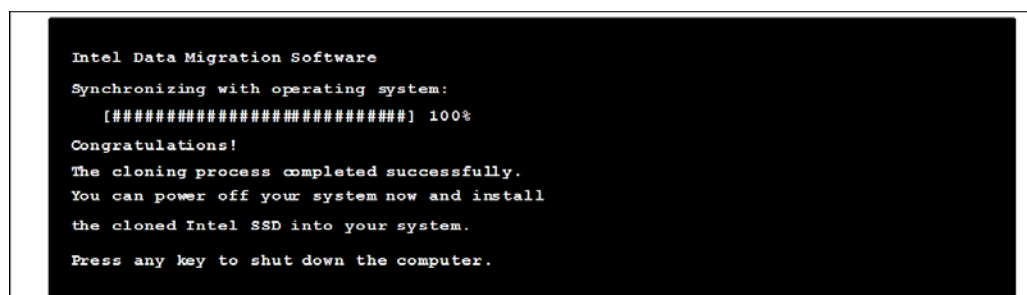 Intel Data Migration Software
Synchronizing with operating system:
[###########################] 100%
Congratulations!
The cloning process completed successfully.
You can power off your system now and install
the cloned Intel SSD into your system.
Press any key to shut down the computer.